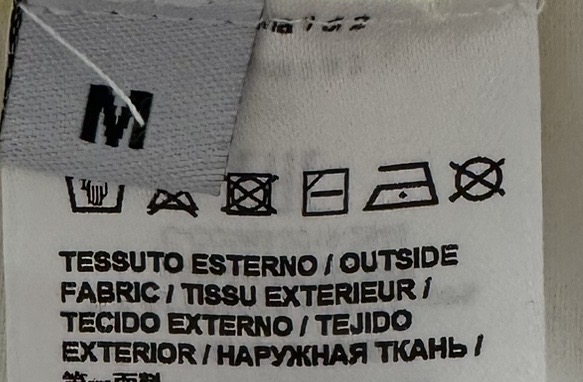 M
TESSUTO ESTERNO / OUTSIDE
FABRIC / TISSU EXTERIEUR /
TECIDO EXTERNO / TEJIDO
EXTERIOR / НАРУЖНАЯ ТКАНЬ /